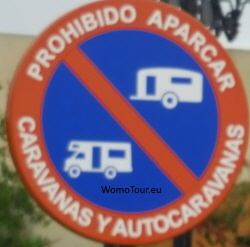 PROHIBIDO APARCAR
CARAVANAS Y AUTOCARAVANAS
WomoTour.eu